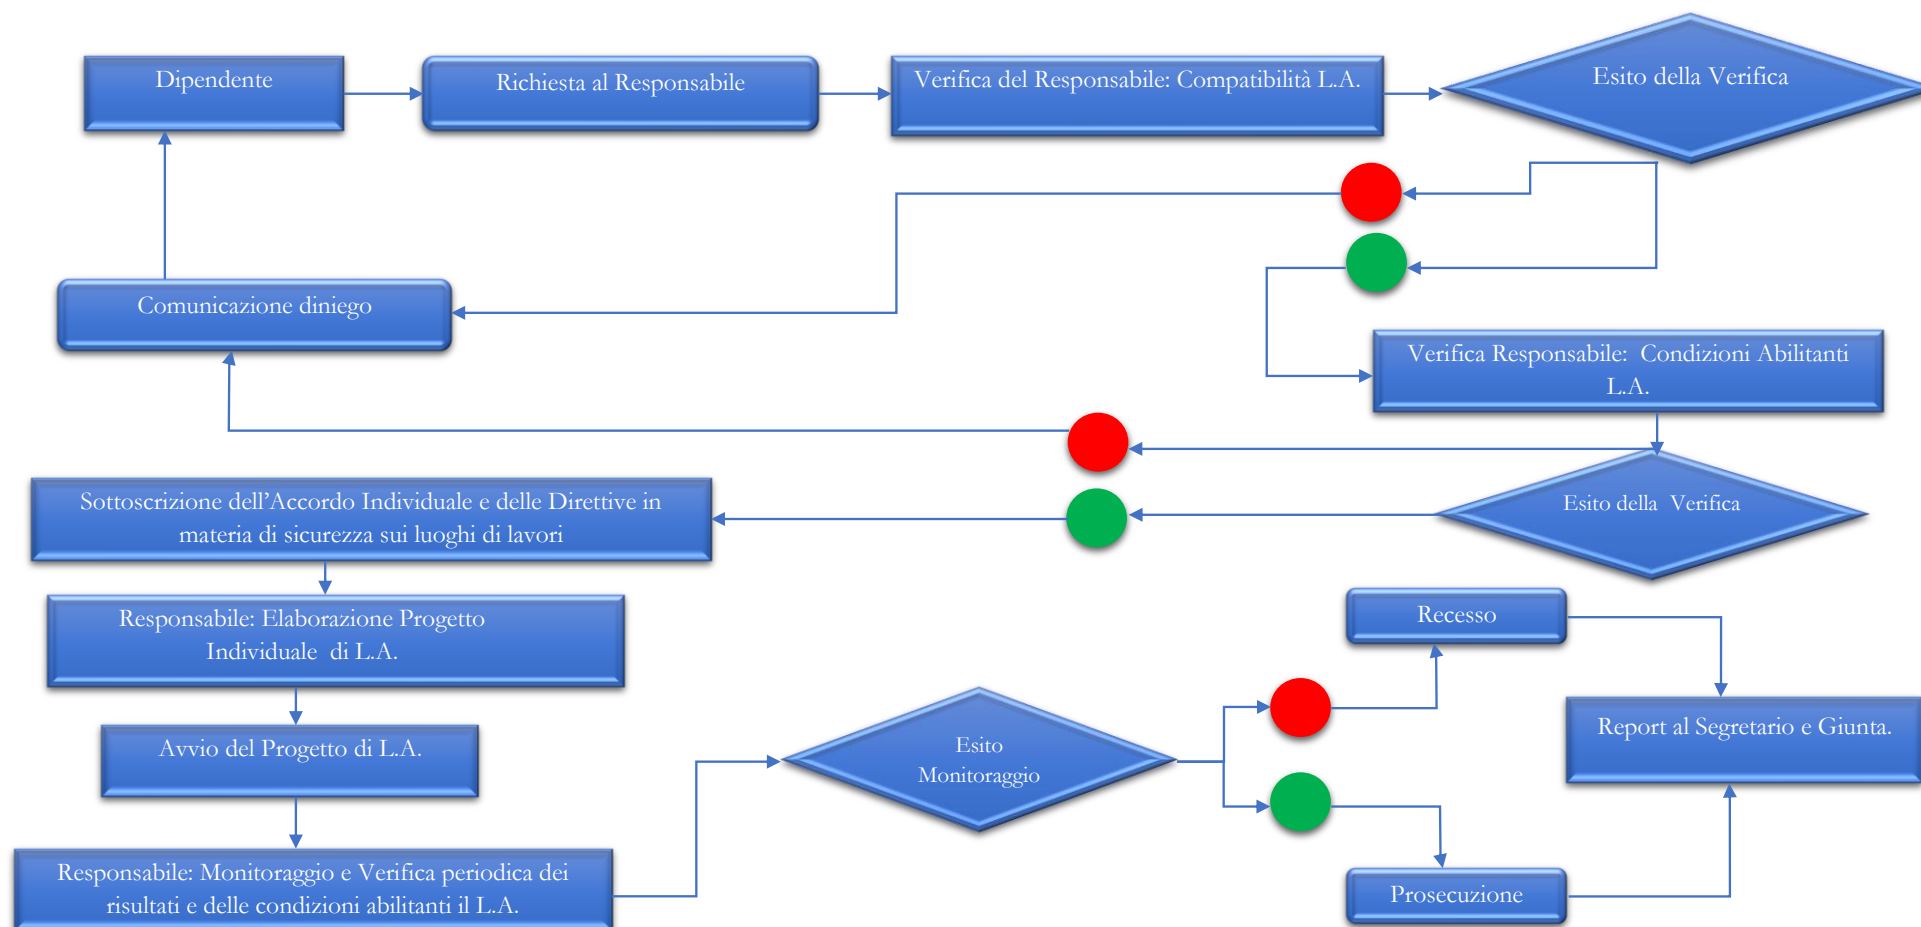 Dipendente
Richiesta al Responsabile
Verifica del Responsabile: Compatibilità L.A.
Esito della Verifica
Comunicazione diniego
Verifica Responsabile: Condizioni Abilitanti
L.A.
Esito della Verifica
Sottoscrizione dell’Accordo Individuale e delle Direttive in
materia di sicurezza sui luoghi di lavori
Responsabile: Elaborazione Progetto
Individuale di L.A.
Recesso
Report al Segretario e Giunta.
Avvio del Progetto di L.A.
Esito
Monitoraggio
Responsabile: Monitoraggio e Verifica periodica dei
risultati e delle condizioni abilitanti il L.A.
Prosecuzione